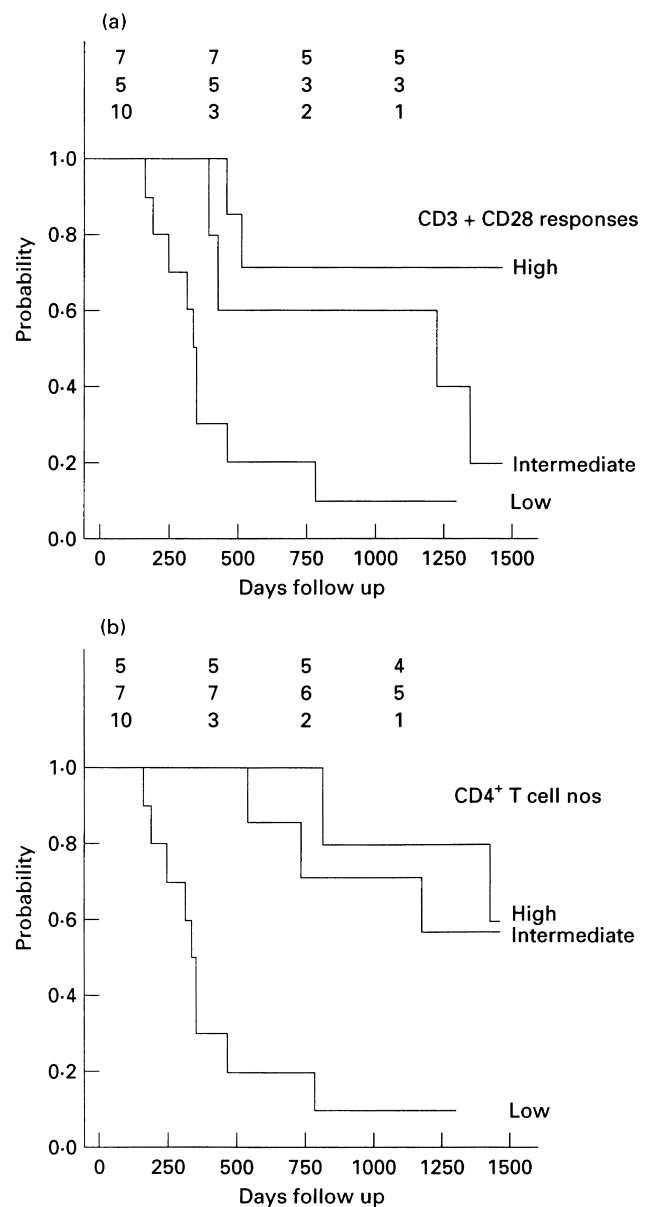 (a)
7 7 5 5
5 5 3 3
10 3 2 1
1·0
0·8
0·6
0·4
0·2
0·0
Probability
CD3 + CD28 responses
High
Intermediate
Low
0 250 500 750 1000 1250 1500
Days follow up
(b)
5 5 5 4
7 7 6 5
10 3 2 1
1·0
0·8
0·6
0·4
0·2
0·0
Probability
CD4⁺ T cell nos
High
Intermediate
Low
0 250 500 750 1000 1250 1500
Days follow up